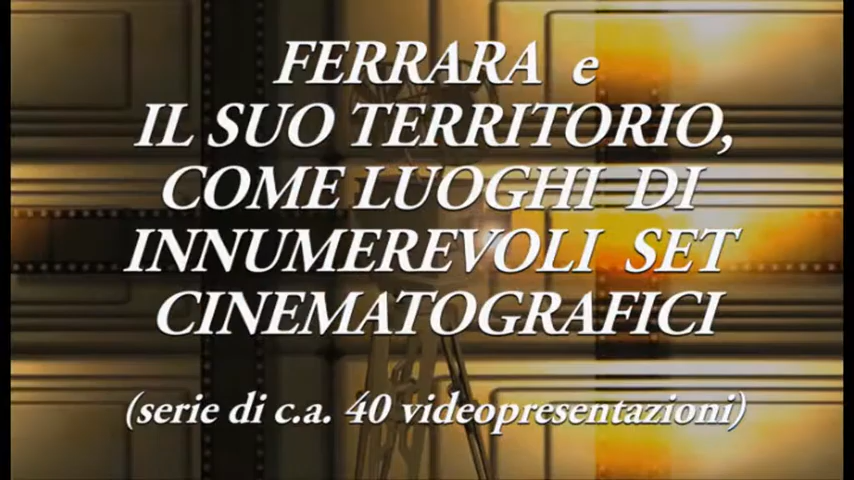 FERRARA e
IL SUO TERRITORIO,
COME LUOGHI DI
INNUMEREVOLI SET
CINEMATOGRAFICI
(serie di c.a. 40 videopresentazioni)